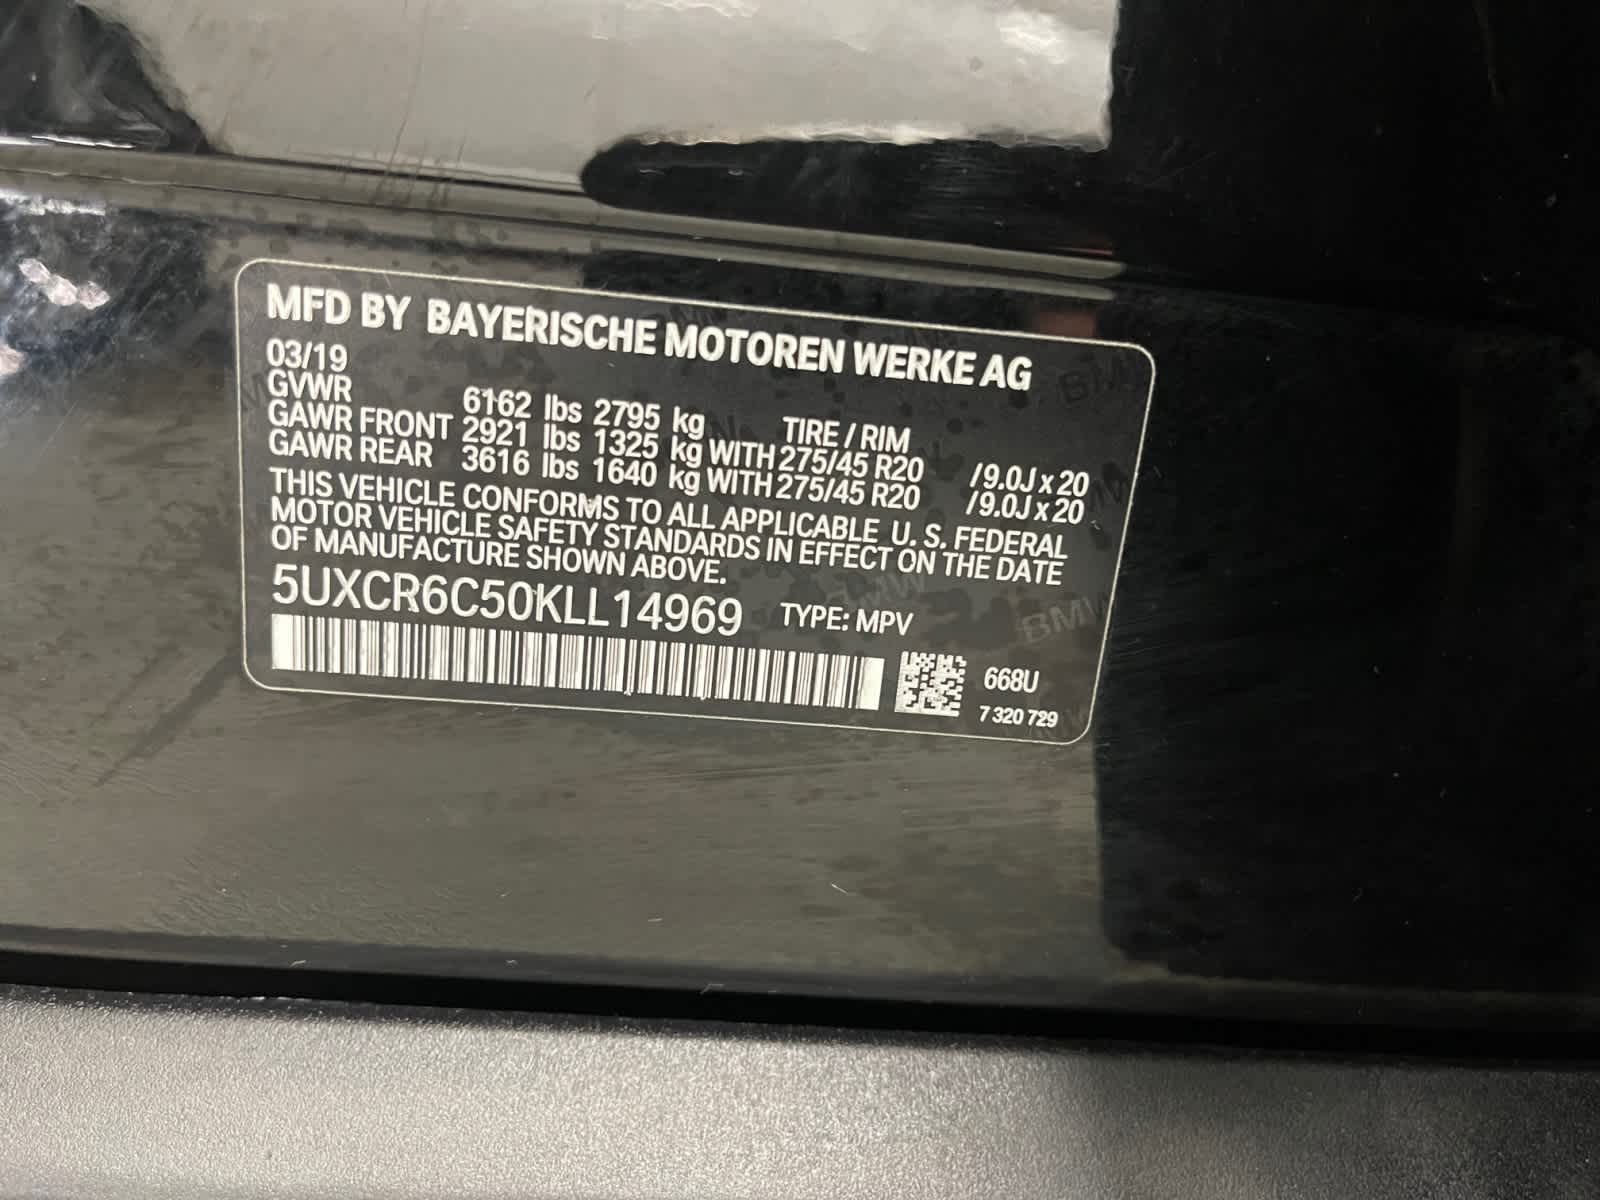 MFD BY BAYERISCHE MOTOREN WERKE AG
03/19
GVWR 6162 lbs 2795 kg TIRE / RIM
GAWR FRONT 2921 lbs 1325 kg WITH 275/45 R20 /9.0J x 20
GAWR REAR 3616 lbs 1640 kg WITH 275/45 R20 /9.0J x 20
THIS VEHICLE CONFORMS TO ALL APPLICABLE U. S. FEDERAL
MOTOR VEHICLE SAFETY STANDARDS IN EFFECT ON THE DATE
OF MANUFACTURE SHOWN ABOVE.
5UXCR6C50KLL14969 TYPE: MPV
668U
7 320 729